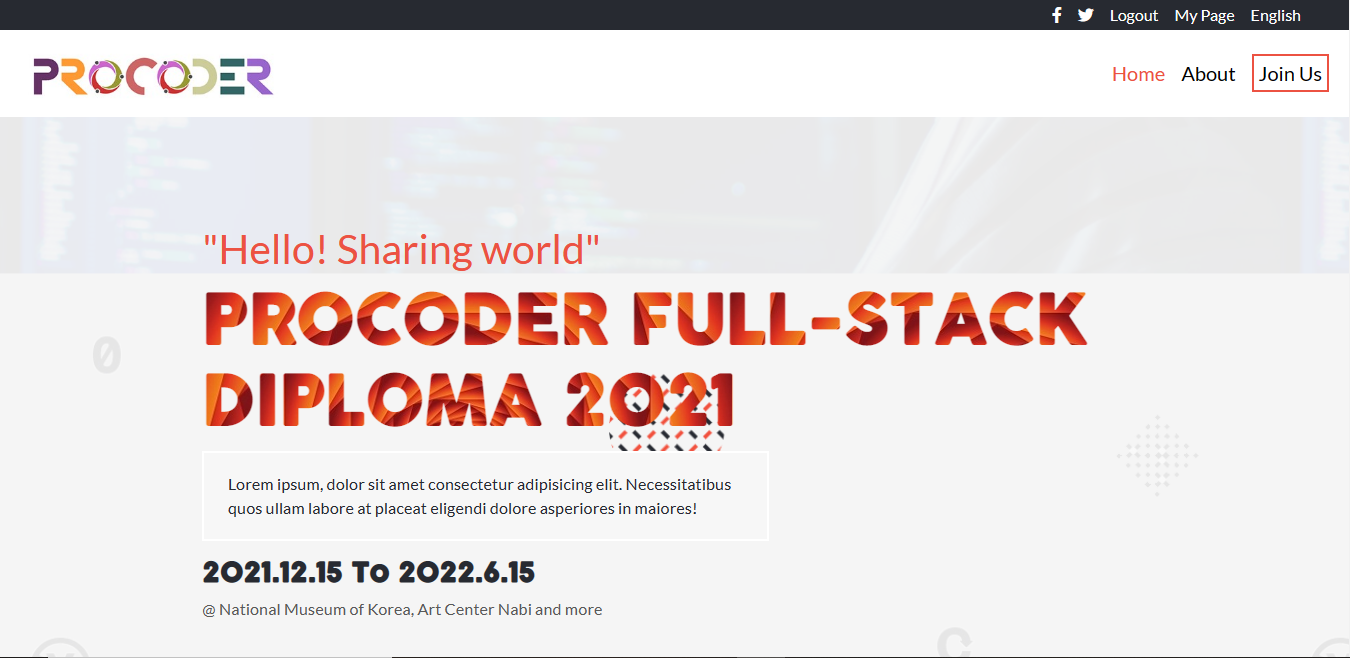 Logout My Page English
PROCODER
Home About Join Us
"Hello! Sharing world"
PROCODER FULL-STACK
DIPLOMA 2021
0
Lorem ipsum, dolor sit amet consectetur adipisicing elit. Necessitatibus
quos ullam labore at placeat eligendi dolore asperiores in maiores!
2021.12.15 To 2022.6.15
@ National Museum of Korea, Art Center Nabi and more
C